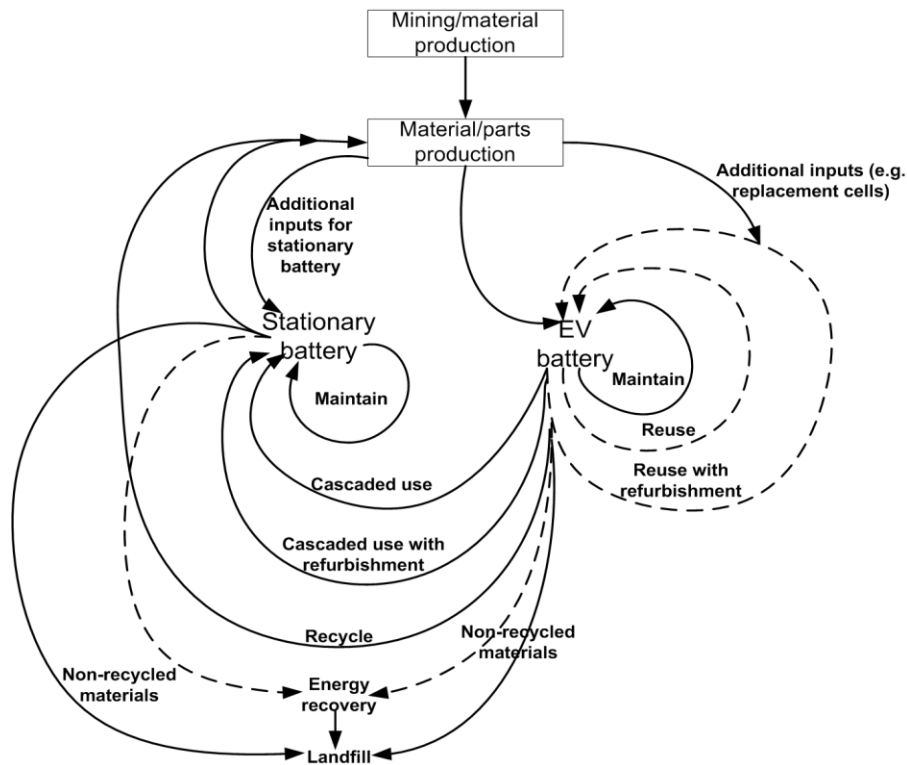 Mining/material
production
Material/parts
production
Additional inputs (e.g.
replacement cells)
Additional
inputs for
stationary
battery
Stationary
battery
EV
battery
Maintain
Maintain
Reuse
Reuse with
refurbishment
Cascaded use
Cascaded use with
refurbishment
Recycle
Non-recycled
materials
Non-recycled
materials
Energy
recovery
Landfill